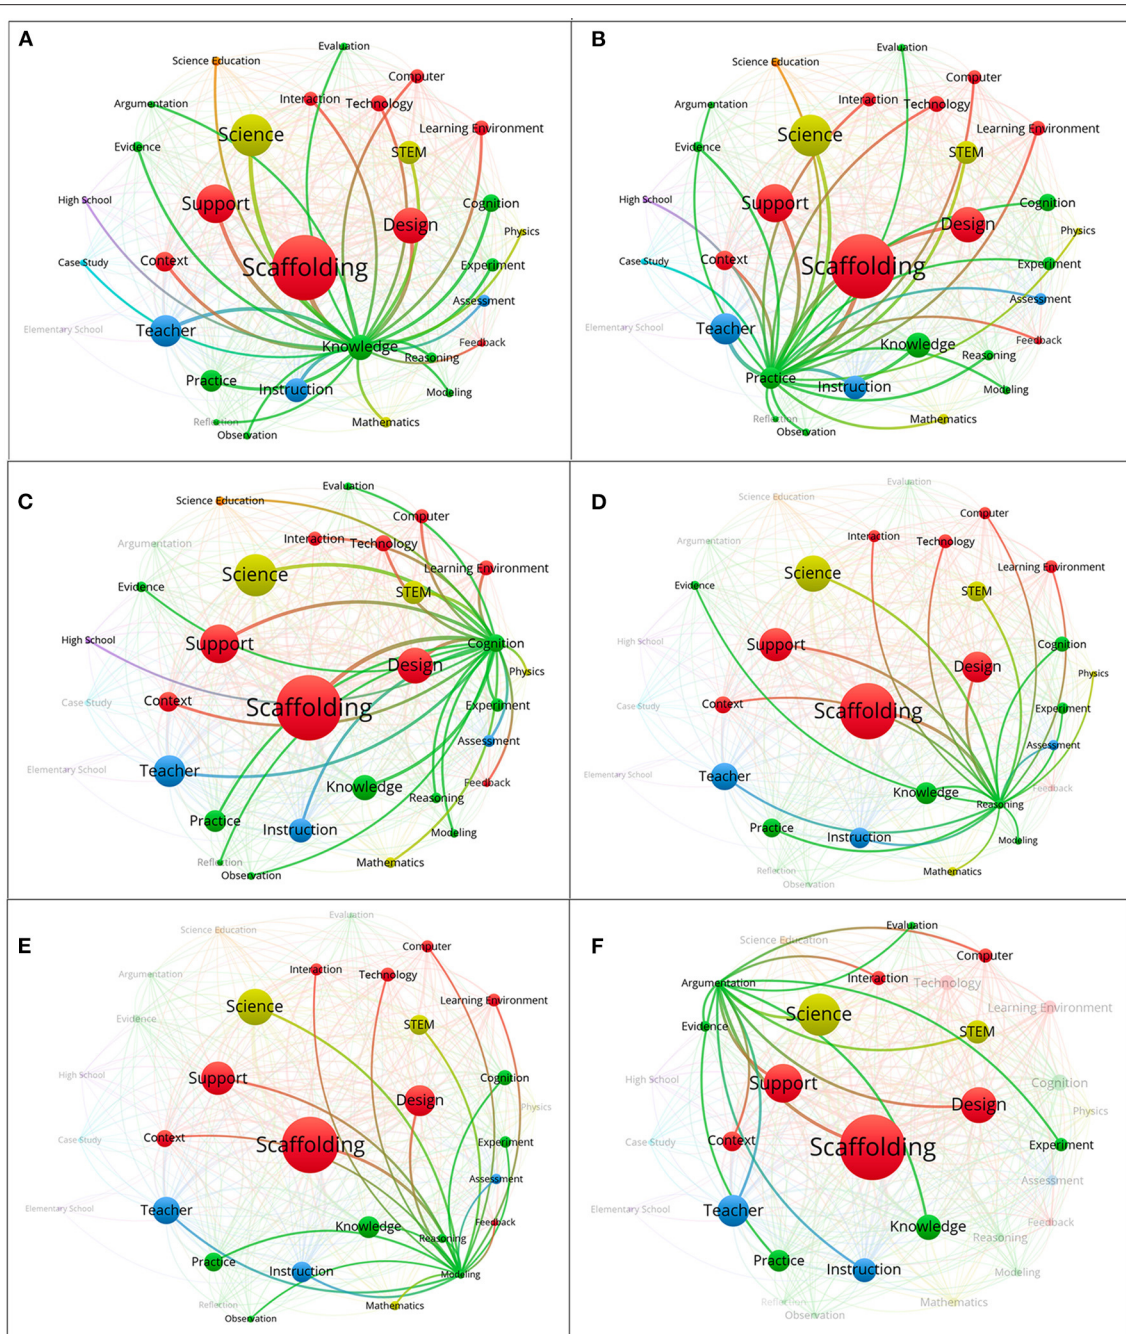 A
Evaluation
Science Education
Computer
Argumentation
Interaction
Technology
Science
Learning Environment
Evidence
STEM
High School
Support
Cognition
Design
Physics
Case Study
Context
Scaffolding
Experiment
Assessment
Elementary School
Teacher
Knowledge
Feedback
Reasoning
Practice
Instruction
Modeling
Reflection
Mathematics
Observation
B
Evaluation
Science Education
Computer
Argumentation
Interaction
Technology
Science
Learning Environment
Evidence
STEM
High School
Support
Cognition
Design
Physics
Case Study
Context
Scaffolding
Experiment
Assessment
Elementary School
Teacher
Knowledge
Feedback
Reasoning
Practice
Instruction
Modeling
Reflection
Mathematics
Observation
C
Evaluation
Science Education
Computer
Argumentation
Interaction
Technology
Science
Learning Environment
Evidence
STEM
High School
Support
Cognition
Design
Physics
Case Study
Context
Scaffolding
Experiment
Assessment
Elementary School
Teacher
Knowledge
Feedback
Reasoning
Practice
Instruction
Modeling
Reflection
Mathematics
Observation
D
Evaluation
Science Education
Computer
Argumentation
Interaction
Technology
Science
Learning Environment
Evidence
STEM
High School
Support
Cognition
Design
Physics
Case Study
Context
Scaffolding
Experiment
Assessment
Elementary School
Teacher
Knowledge
Feedback
Reasoning
Practice
Instruction
Modeling
Reflection
Mathematics
Observation
E
Evaluation
Science Education
Computer
Argumentation
Interaction
Technology
Science
Learning Environment
Evidence
STEM
High School
Support
Cognition
Design
Physics
Case Study
Context
Scaffolding
Experiment
Assessment
Elementary School
Teacher
Knowledge
Feedback
Reasoning
Practice
Instruction
Modeling
Reflection
Mathematics
Observation
F
Evaluation
Science Education
Computer
Argumentation
Interaction
Technology
Science
Learning Environment
Evidence
STEM
High School
Support
Cognition
Design
Physics
Case Study
Context
Scaffolding
Experiment
Assessment
Elementary School
Teacher
Knowledge
Feedback
Reasoning
Practice
Instruction
Modeling
Reflection
Mathematics
Observation